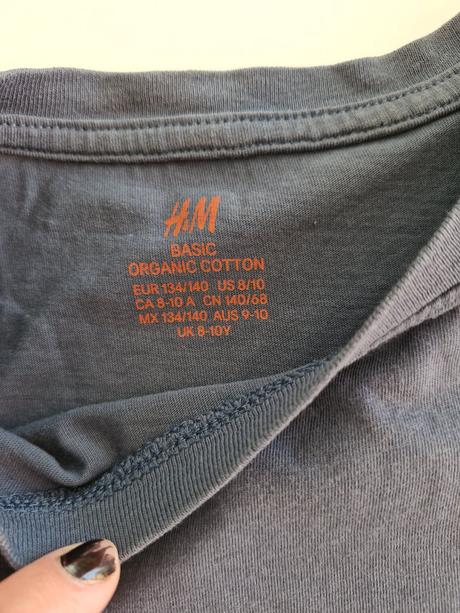 H&M
BASIC
ORGANIC COTTON
EUR 134/140 US 8/10
CA 8-10 A CN 140/68
MX 134/140 AUS 9-10
UK 8-10Y